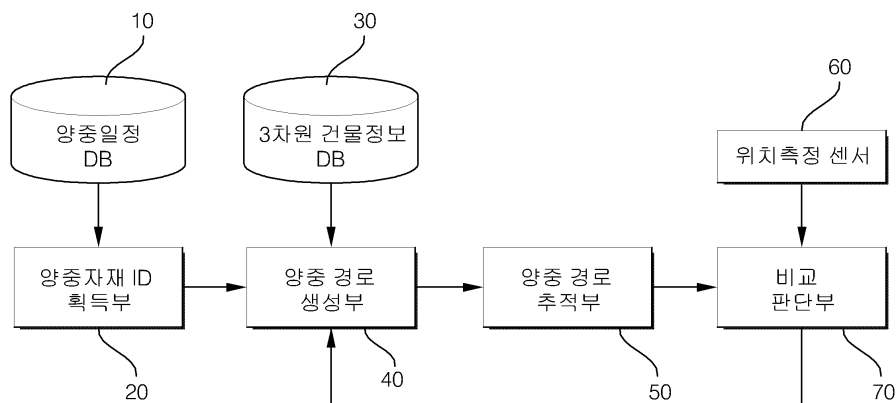 10
30
60
양중일정
DB
3차원 건물정보
DB
위치측정 센서
양중자재 ID
획득부
양중 경로
생성부
양중 경로
추적부
비교
판단부
20
40
50
70